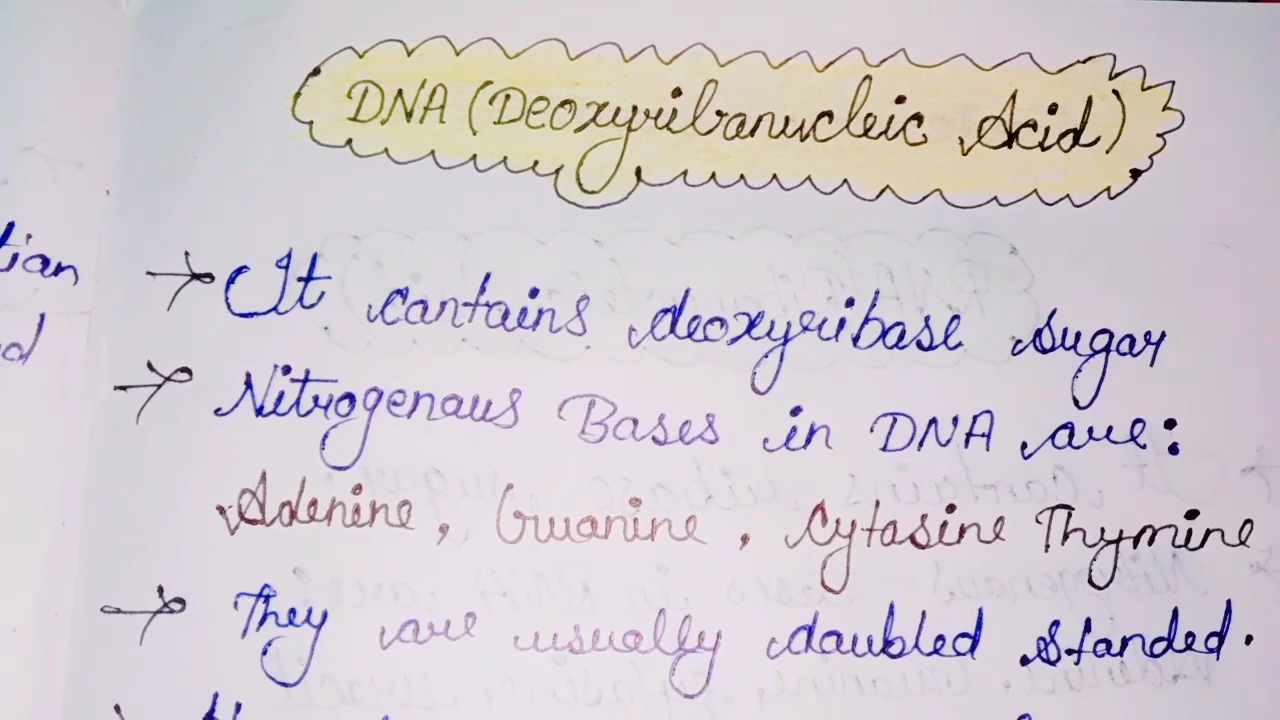 DNA (Deoxyribonucleic Acid)
It contains deoxyribose sugar
Nitrogenous Bases in DNA are:
Adenine, Guanine, Cytosine Thymine
They are usually doubled standed.